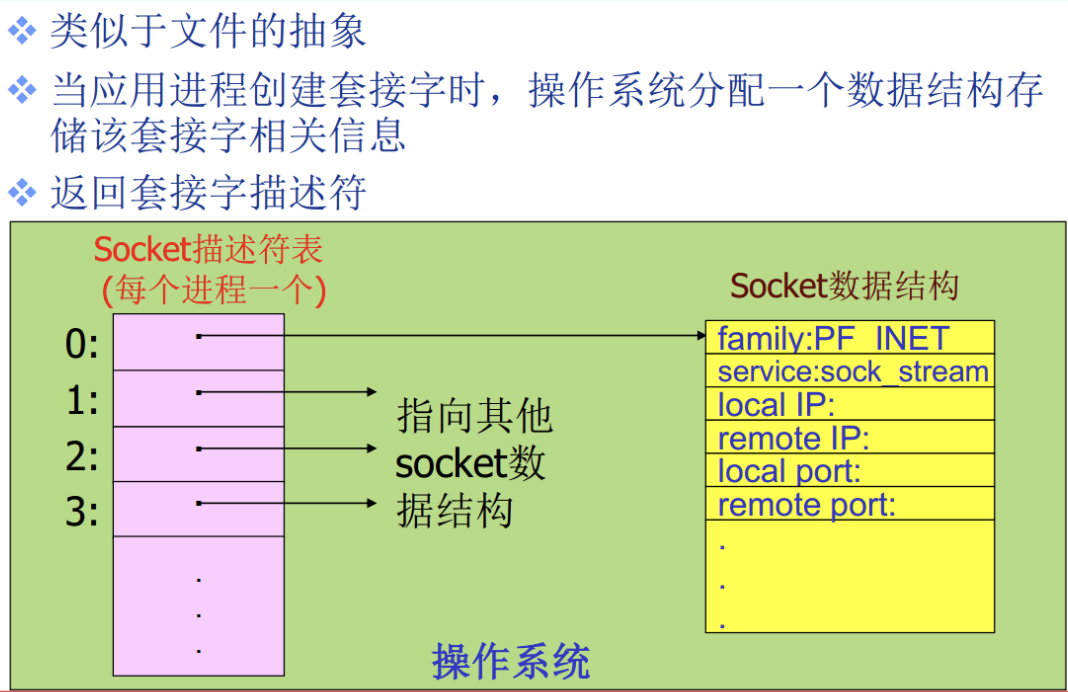 类似于文件的抽象
当应用进程创建套接字时，操作系统分配一个数据结构存
储该套接字相关信息
返回套接字描述符
Socket描述符表
(每个进程一个)
Socket数据结构
0:
1:
2:
3:
.
.
.
指向其他
socket数
据结构
family:PF_INET
service:sock_stream
local IP:
remote IP:
local port:
remote port:
.
.
.
操作系统